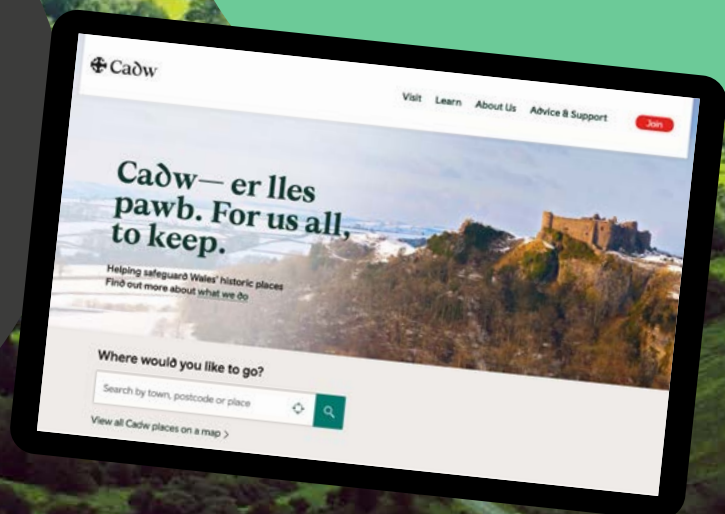 Cadw
Visit Learn About Us Advice & Support Join
Cadw— er lles
pawb. For us all,
to keep.
Helping safeguard Wales' historic places
Find out more about what we do
Where would you like to go?
Search by town, postcode or place
View all Cadw places on a map >